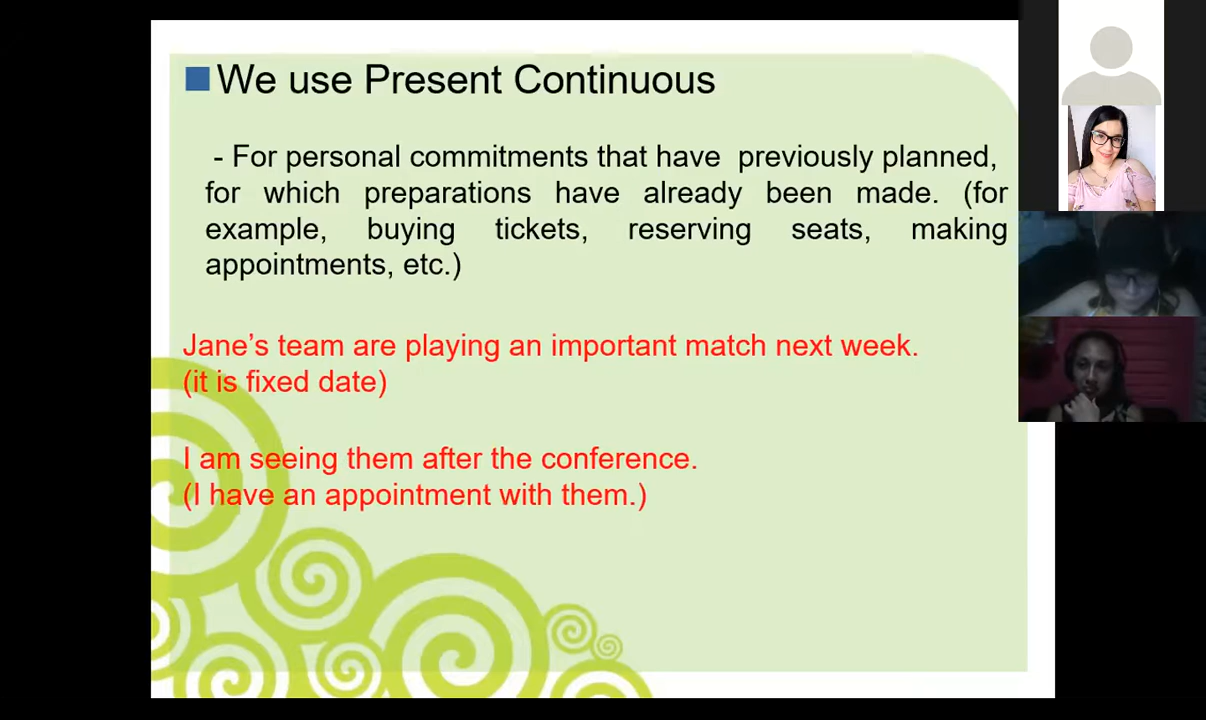 We use Present Continuous
- For personal commitments that have previously planned,
for which preparations have already been made. (for
example, buying tickets, reserving seats, making
appointments, etc.)
Jane’s team are playing an important match next week.
(it is fixed date)
I am seeing them after the conference.
(I have an appointment with them.)